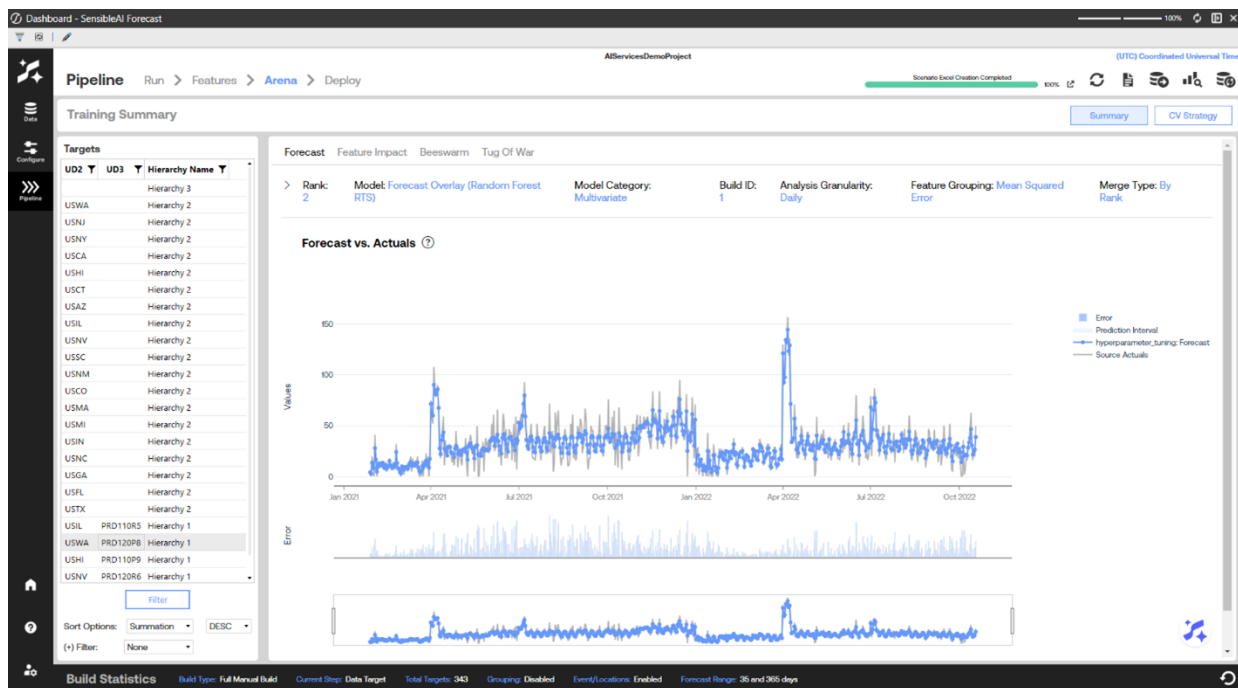 Dashboard - SensibleAI Forecast
100%
AIServicesDemoProject
(UTC) Coordinated Universal Time
Pipeline Run > Features > Arena > Deploy
Scenario Excel Creation Completed
100%
Training Summary
Summary
CV Strategy
Data
Configure
Pipeline
Targets
UD2 UD3 Hierarchy Name
Hierarchy 3
USWA Hierarchy 2
USNJ Hierarchy 2
USNY Hierarchy 2
USCA Hierarchy 2
USHI Hierarchy 2
USCT Hierarchy 2
USAZ Hierarchy 2
USIL Hierarchy 2
USNV Hierarchy 2
USSC Hierarchy 2
USNM Hierarchy 2
USCO Hierarchy 2
USMA Hierarchy 2
USMI Hierarchy 2
USIN Hierarchy 2
USNC Hierarchy 2
USGA Hierarchy 2
USFL Hierarchy 2
USTX Hierarchy 2
USIL PRD110R5 Hierarchy 1
USWA PRD120P8 Hierarchy 1
USHI PRD110P9 Hierarchy 1
USNV PRD120R6 Hierarchy 1
Filter
Sort Options: Summation DESC
(+) Filter: None
Forecast Feature Impact Beeswarm Tug Of War
> Rank: 2
Model: Forecast Overlay (Random Forest RTS)
Model Category: Multivariate
Build ID: 1
Analysis Granularity: Daily
Feature Grouping: Mean Squared Error
Merge Type: By Rank
Forecast vs. Actuals ?
Values
150
100
50
0
Jan 2021 Apr 2021 Jul 2021 Oct 2021 Jan 2022 Apr 2022 Jul 2022 Oct 2022
Error
Error
Prediction Interval
hyperparameter_tuning: Forecast
Source Actuals
Build Statistics Build Type: Full Manual Build Current Step: Data Target Total Targets: 343 Grouping: Disabled Event/Locations: Enabled Forecast Range: 35 and 365 days